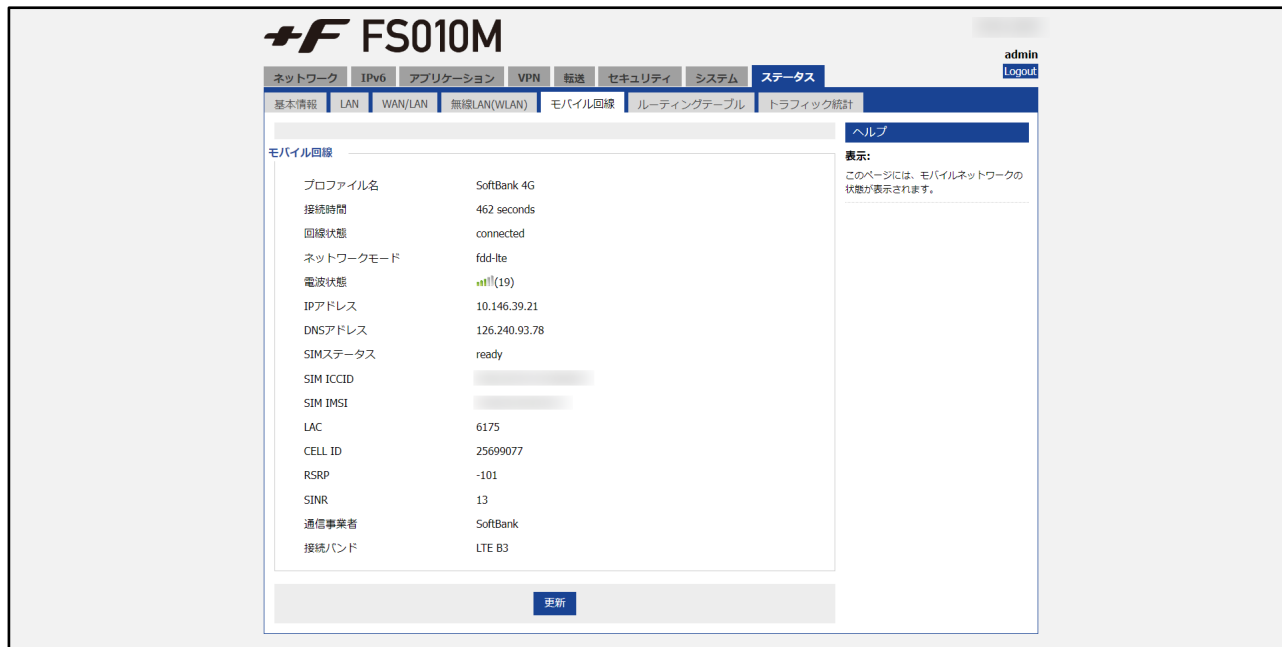 +F FS010M
admin
Logout
ネットワーク IPv6 アプリケーション VPN 転送 セキュリティ システム ステータス
基本情報 LAN WAN/LAN 無線LAN(WLAN) モバイル回線 ルーティングテーブル トラフィック統計
ヘルプ
表示:
このページには、モバイルネットワークの
状態が表示されます。
モバイル回線
プロファイル名 SoftBank 4G
接続時間 462 seconds
回線状態 connected
ネットワークモード fdd-lte
電波状態 (19)
IPアドレス 10.146.39.21
DNSアドレス 126.240.93.78
SIMステータス ready
SIM ICCID
SIM IMSI
LAC 6175
CELL ID 25699077
RSRP -101
SINR 13
通信事業者 SoftBank
接続バンド LTE B3
更新